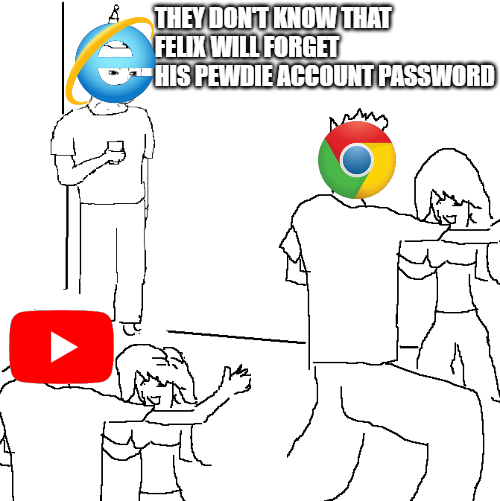 THEY DON'T KNOW THAT
FELIX WILL FORGET
HIS PEWDIE ACCOUNT PASSWORD